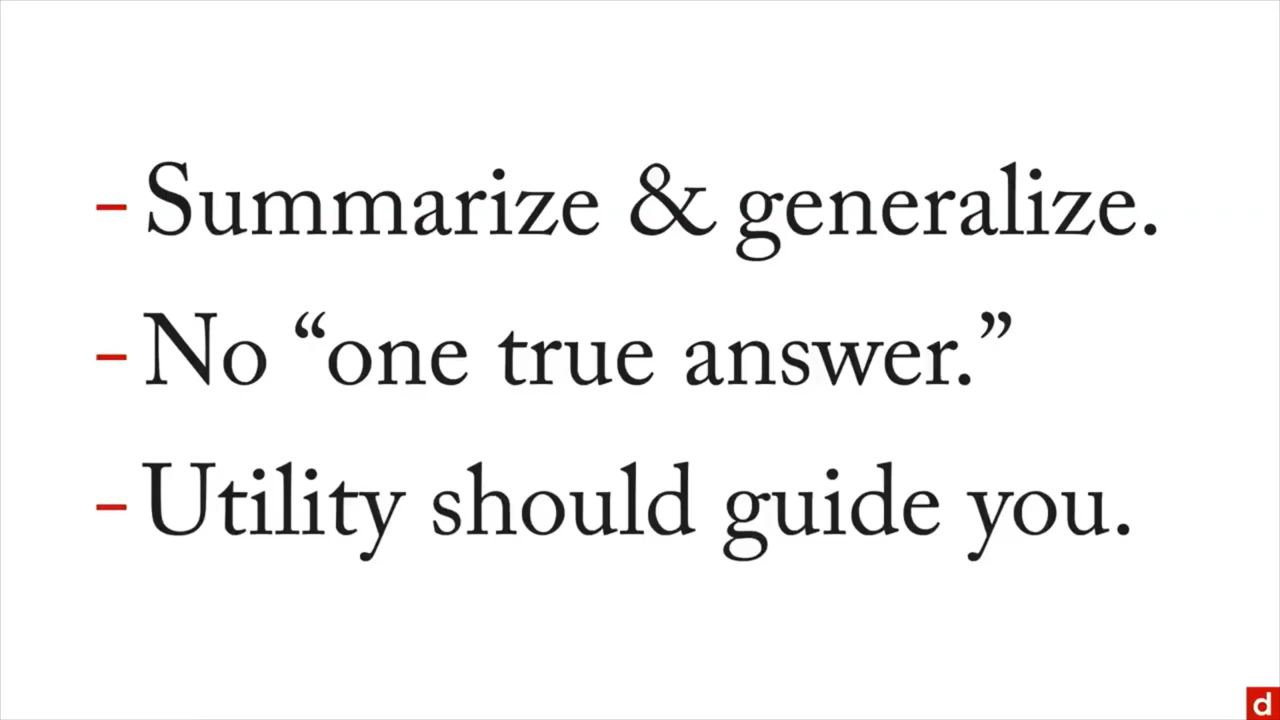 - Summarize & generalize.
- No “one true answer.”
- Utility should guide you.
d